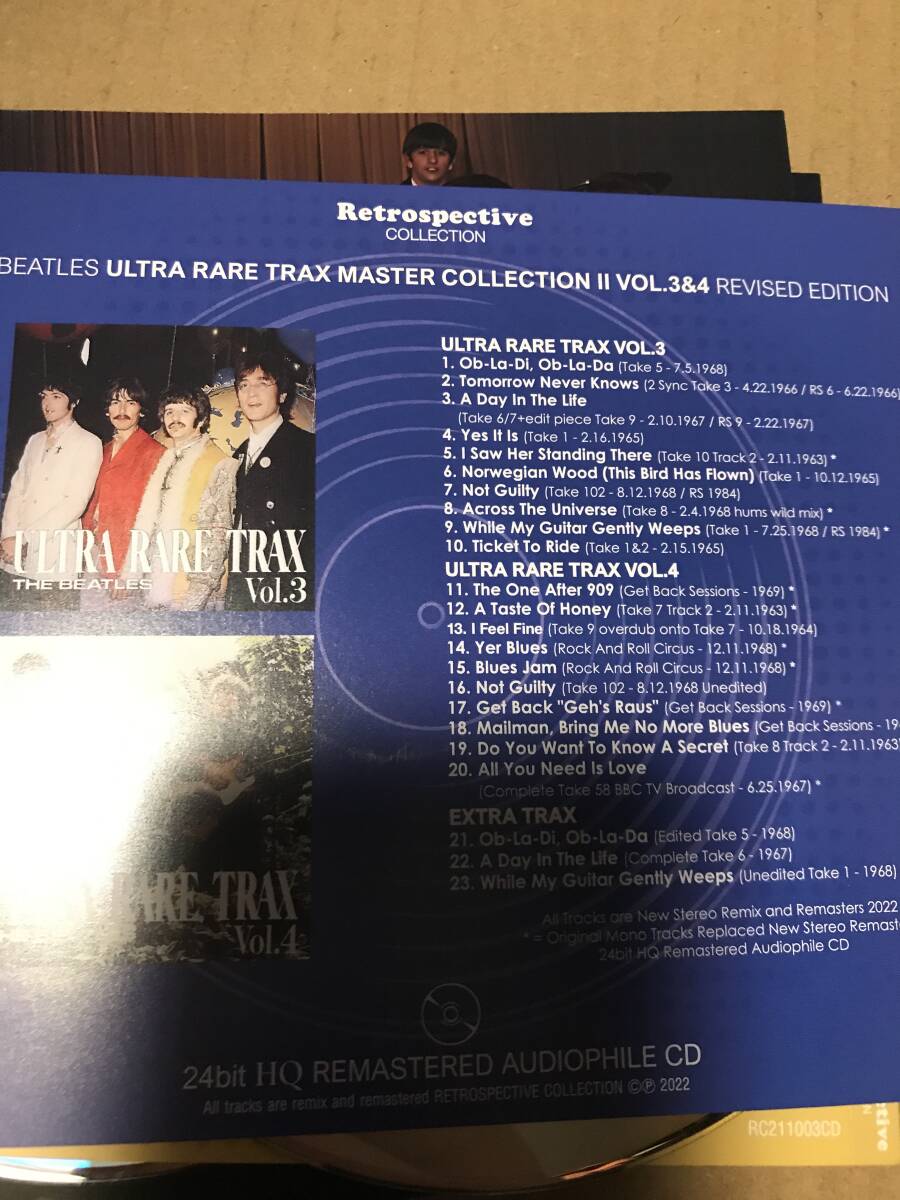 Retrospective
COLLECTION
BEATLES ULTRA RARE TRAX MASTER COLLECTION II VOL.3&4 REVISED EDITION
ULTRA RARE TRAX VOL.3
1. Ob-La-Di, Ob-La-Da (Take 5 - 7.5.1968)
2. Tomorrow Never Knows (2 Sync Take 3 - 4.22.1966 / RS 6 - 6.22.1966)
3. A Day In The Life
(Take 6/7+edit piece Take 9 - 2.10.1967 / RS 9 - 2.22.1967)
4. Yes It Is (Take 1 - 2.16.1965)
5. I Saw Her Standing There (Take 10 Track 2 - 2.11.1963) *
6. Norwegian Wood (This Bird Has Flown) (Take 1 - 10.12.1965)
7. Not Guilty (Take 102 - 8.12.1968 / RS 1984)
8. Across The Universe (Take 8 - 2.4.1968 hums wild mix) *
9. While My Guitar Gently Weeps (Take 1 - 7.25.1968 / RS 1984) *
10. Ticket To Ride (Take 1&2 - 2.15.1965)
ULTRA RARE TRAX VOL.4
11. The One After 909 (Get Back Sessions - 1969) *
12. A Taste Of Honey (Take 7 Track 2 - 2.11.1963) *
13. I Feel Fine (Take 9 overdub onto Take 7 - 10.18.1964)
14. Yer Blues (Rock And Roll Circus - 12.11.1968) *
15. Blues Jam (Rock And Roll Circus - 12.11.1968) *
16. Not Guilty (Take 102 - 8.12.1968 Unedited)
17. Get Back "Geh's Raus" (Get Back Sessions - 1969) *
18. Mailman, Bring Me No More Blues (Get Back Sessions -
19. Do You Want To Know A Secret (Take 8 Track 2 - 2.11.1963
20. All You Need Is Love
(Complete Take 58 BBC TV Broadcast - 6.25.1967) *
EXTRA TRAX
21. Ob-La-Di, Ob-La-Da (Edited Take 5 - 1968)
22. A Day In The Life (Complete Take 6 - 1967)
23. While My Guitar Gently Weeps (Unedited Take 1 - 1968)
All Tracks are New Stereo Remix and Remasters 2022
* = Original Mono Tracks Replaced New Stereo
24bit HQ Remastered Audiophile CD
ULTRA RARE TRAX
THE BEATLES
Vol.3
RARE TRAX
Vol.4
24bit HQ REMASTERED AUDIOPHILE CD
All tracks are remix and remastered RETROSPECTIVE COLLECTION ©℗ 2022
RC211003CD